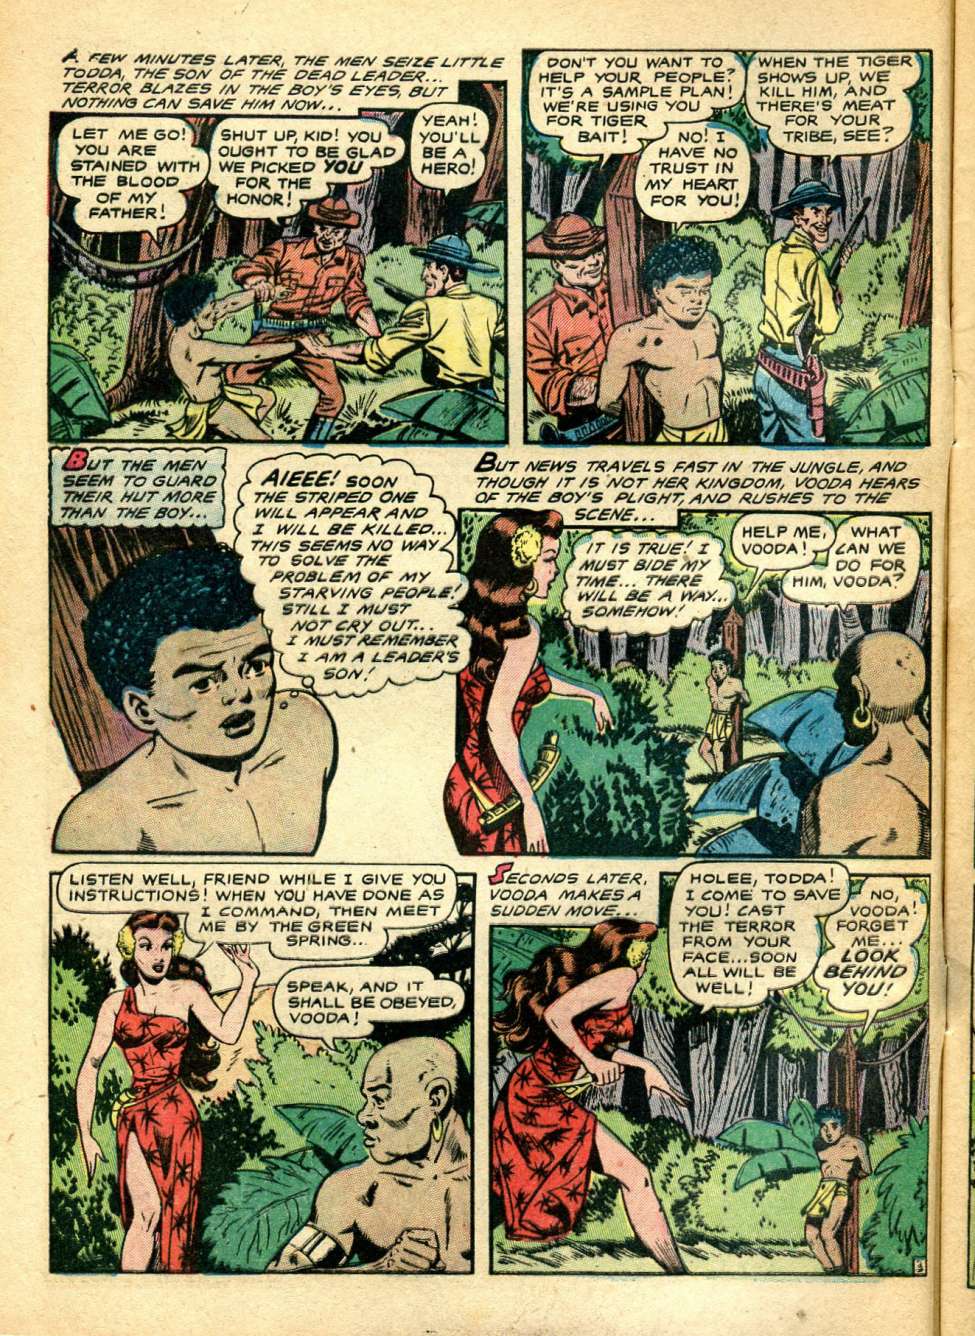 A FEW MINUTES LATER, THE MEN SEIZE LITTLE
TODDA, THE SON OF THE DEAD LEADER...
TERROR BLAZES IN THE BOY'S EYES, BUT
NOTHING CAN SAVE HIM NOW...
LET ME GO!
YOU ARE
STAINED WITH
THE BLOOD
OF MY
FATHER!
SHUT UP, KID! YOU
OUGHT TO BE GLAD
WE PICKED YOU
FOR THE
HONOR!
YEAH!
YOU'LL
BE A
HERO!
DON'T YOU WANT TO
HELP YOUR PEOPLE?
IT'S A SAMPLE PLAN!
WE'RE USING YOU
FOR TIGER
BAIT!
NO! I
HAVE NO
TRUST IN
MY HEART
FOR YOU!
WHEN THE TIGER
SHOWS UP, WE
KILL HIM, AND
THERE'S MEAT
FOR YOUR
TRIBE, SEE?
BUT THE MEN
SEEM TO GUARD
THEIR HUT MORE
THAN THE BOY...
AIEEE! SOON
THE STRIPED ONE
WILL APPEAR AND
I WILL BE KILLED...
THIS SEEMS NO WAY
TO SOLVE THE
PROBLEM OF MY
STARVING PEOPLE!
STILL I MUST
NOT CRY OUT...
I MUST REMEMBER
I AM A LEADER'S
SON!
BUT NEWS TRAVELS FAST IN THE JUNGLE, AND
THOUGH IT IS NOT HER KINGDOM, VOODA HEARS
OF THE BOY'S PLIGHT, AND RUSHES TO THE
SCENE...
IT IS TRUE! I
MUST BIDE MY
TIME... THERE
WILL BE A WAY...
SOMEHOW!
HELP ME,
VOODA!
WHAT
CAN WE
DO FOR
HIM, VOODA?
LISTEN WELL, FRIEND WHILE I GIVE YOU
INSTRUCTIONS! WHEN YOU HAVE DONE AS
I COMMAND, THEN MEET
ME BY THE GREEN
SPRING...
SPEAK, AND IT
SHALL BE OBEYED,
VOODA!
SECONDS LATER,
VOODA MAKES A
SUDDEN MOVE...
HOLEE, TODDA!
I COME TO SAVE
YOU! CAST
THE TERROR
FROM YOUR
FACE...SOON
ALL WILL BE
WELL!
NO,
VOODA!
FORGET
ME...
LOOK
BEHIND
YOU!
3